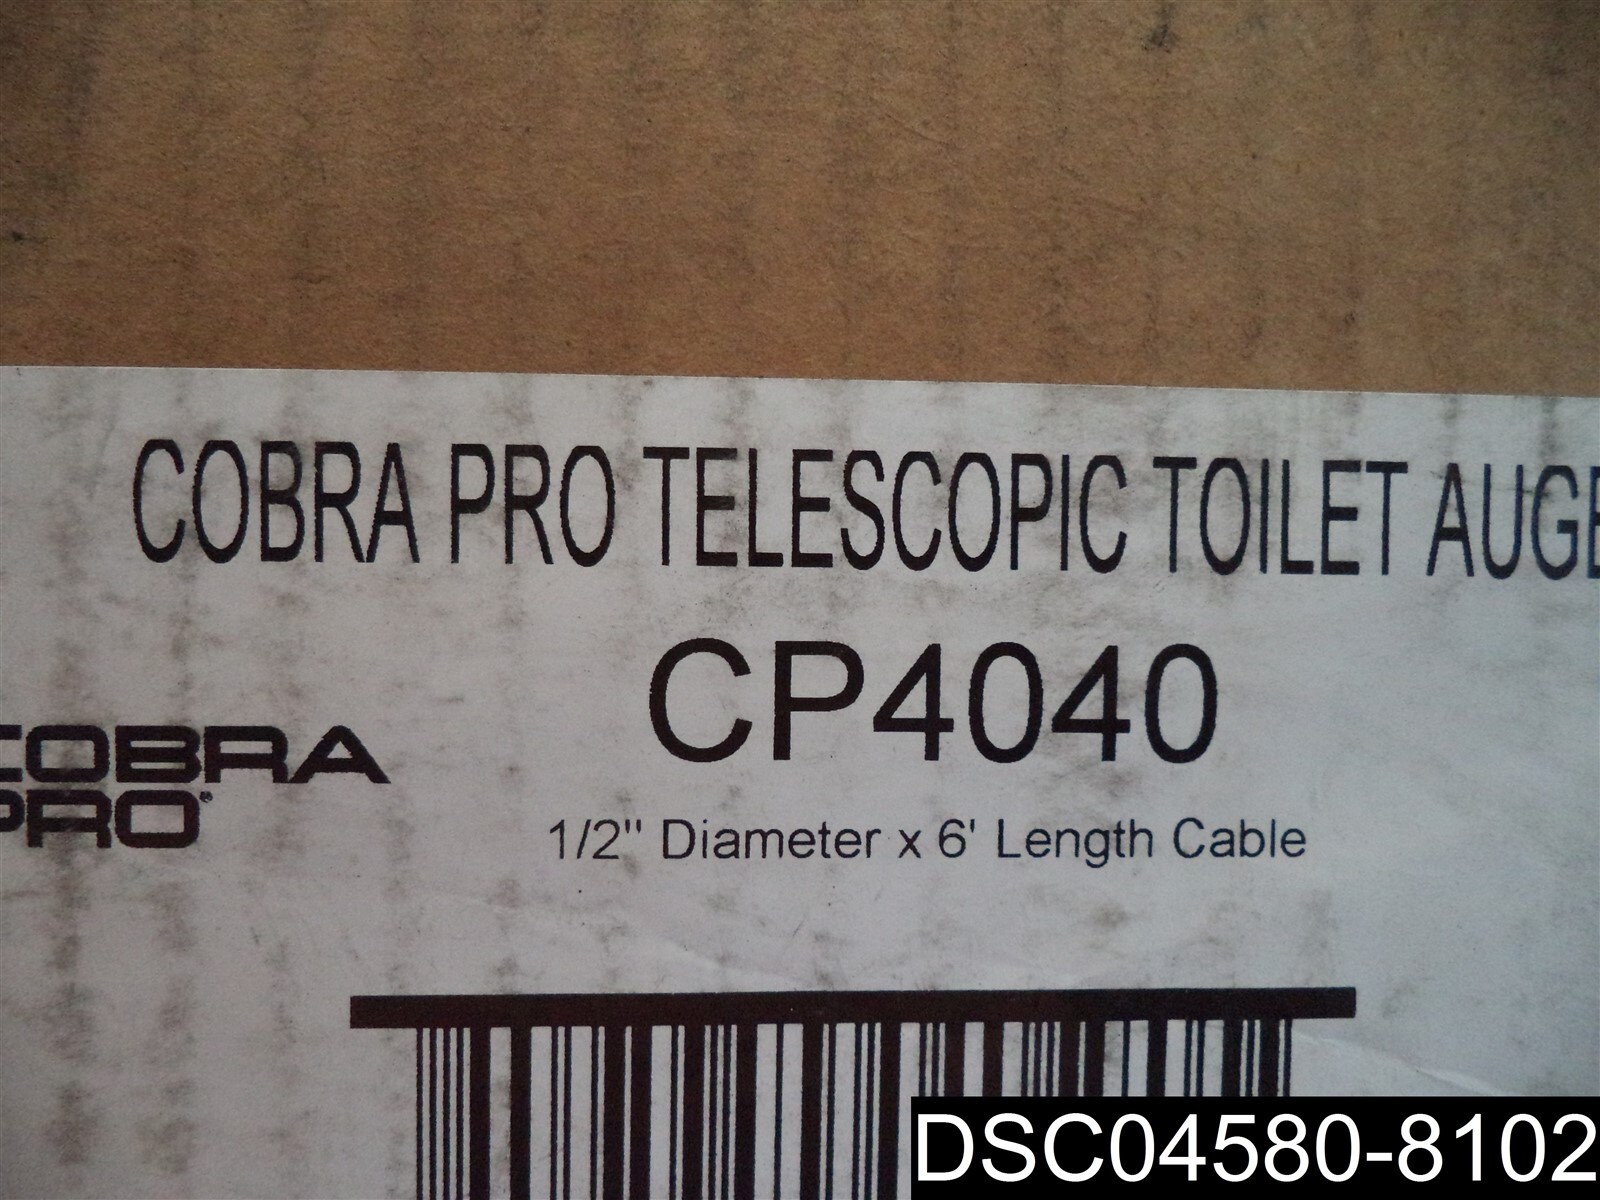 COBRA PRO TELESCOPIC TOILET AUGE
CP4040
COBRA
PRO®
1/2" Diameter x 6' Length Cable
DSC04580-8102